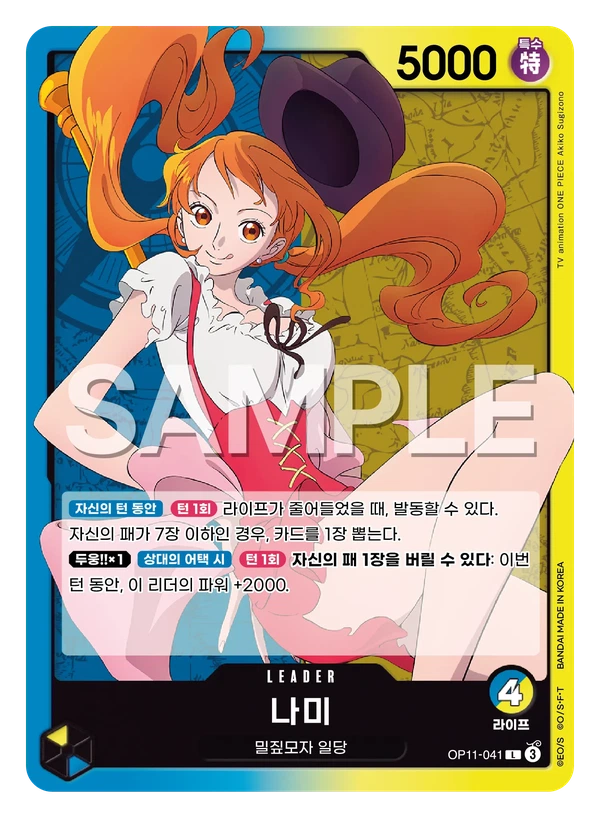 5000
특수
特
TV animation ONE PIECE Akiko Sugizono
SAMPLE
자신의 턴 동안 턴 1회 라이프가 줄어들었을 때, 발동할 수 있다.
자신의 패가 7장 이하인 경우, 카드를 1장 뽑는다.
두웅!!×1 상대의 어택 시 턴 1회 자신의 패 1장을 버릴 수 있다: 이번
턴 동안, 이 리더의 파워 +2000.
LEADER
나미
밀짚모자 일당
4
라이프
OP11-041 L 3
©E.O/S ©O/S·F·T BANDAI MADE IN KOREA